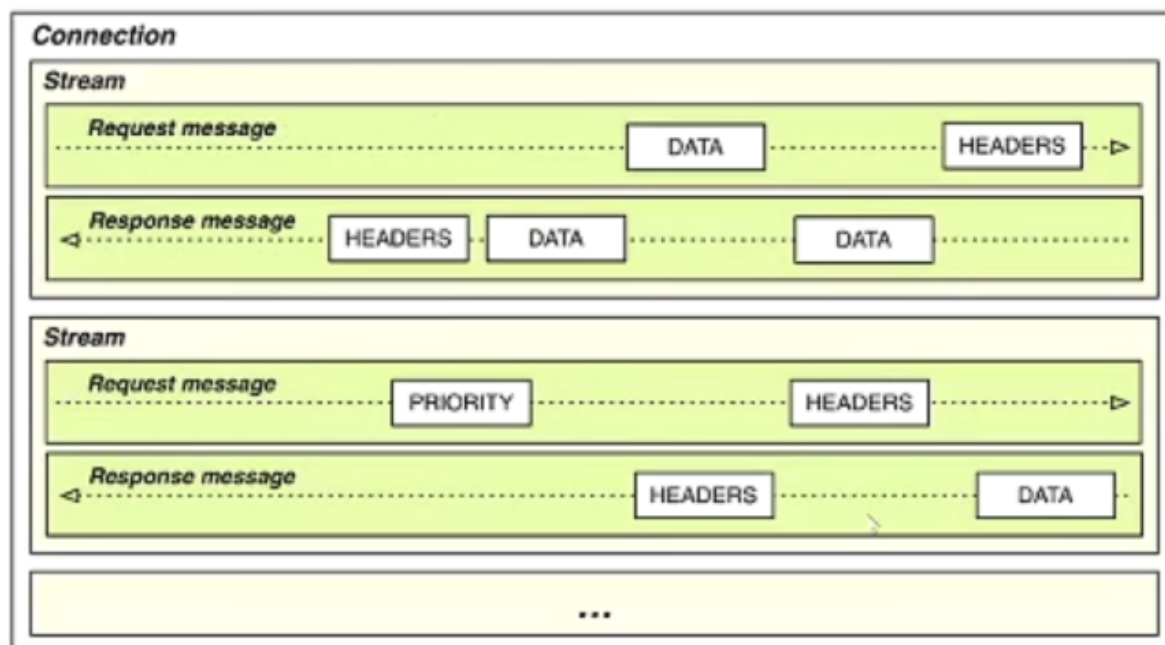 Connection
Stream
Request message
DATA HEADERS
Response message
HEADERS DATA DATA
Stream
Request message
PRIORITY HEADERS
Response message
HEADERS DATA
...